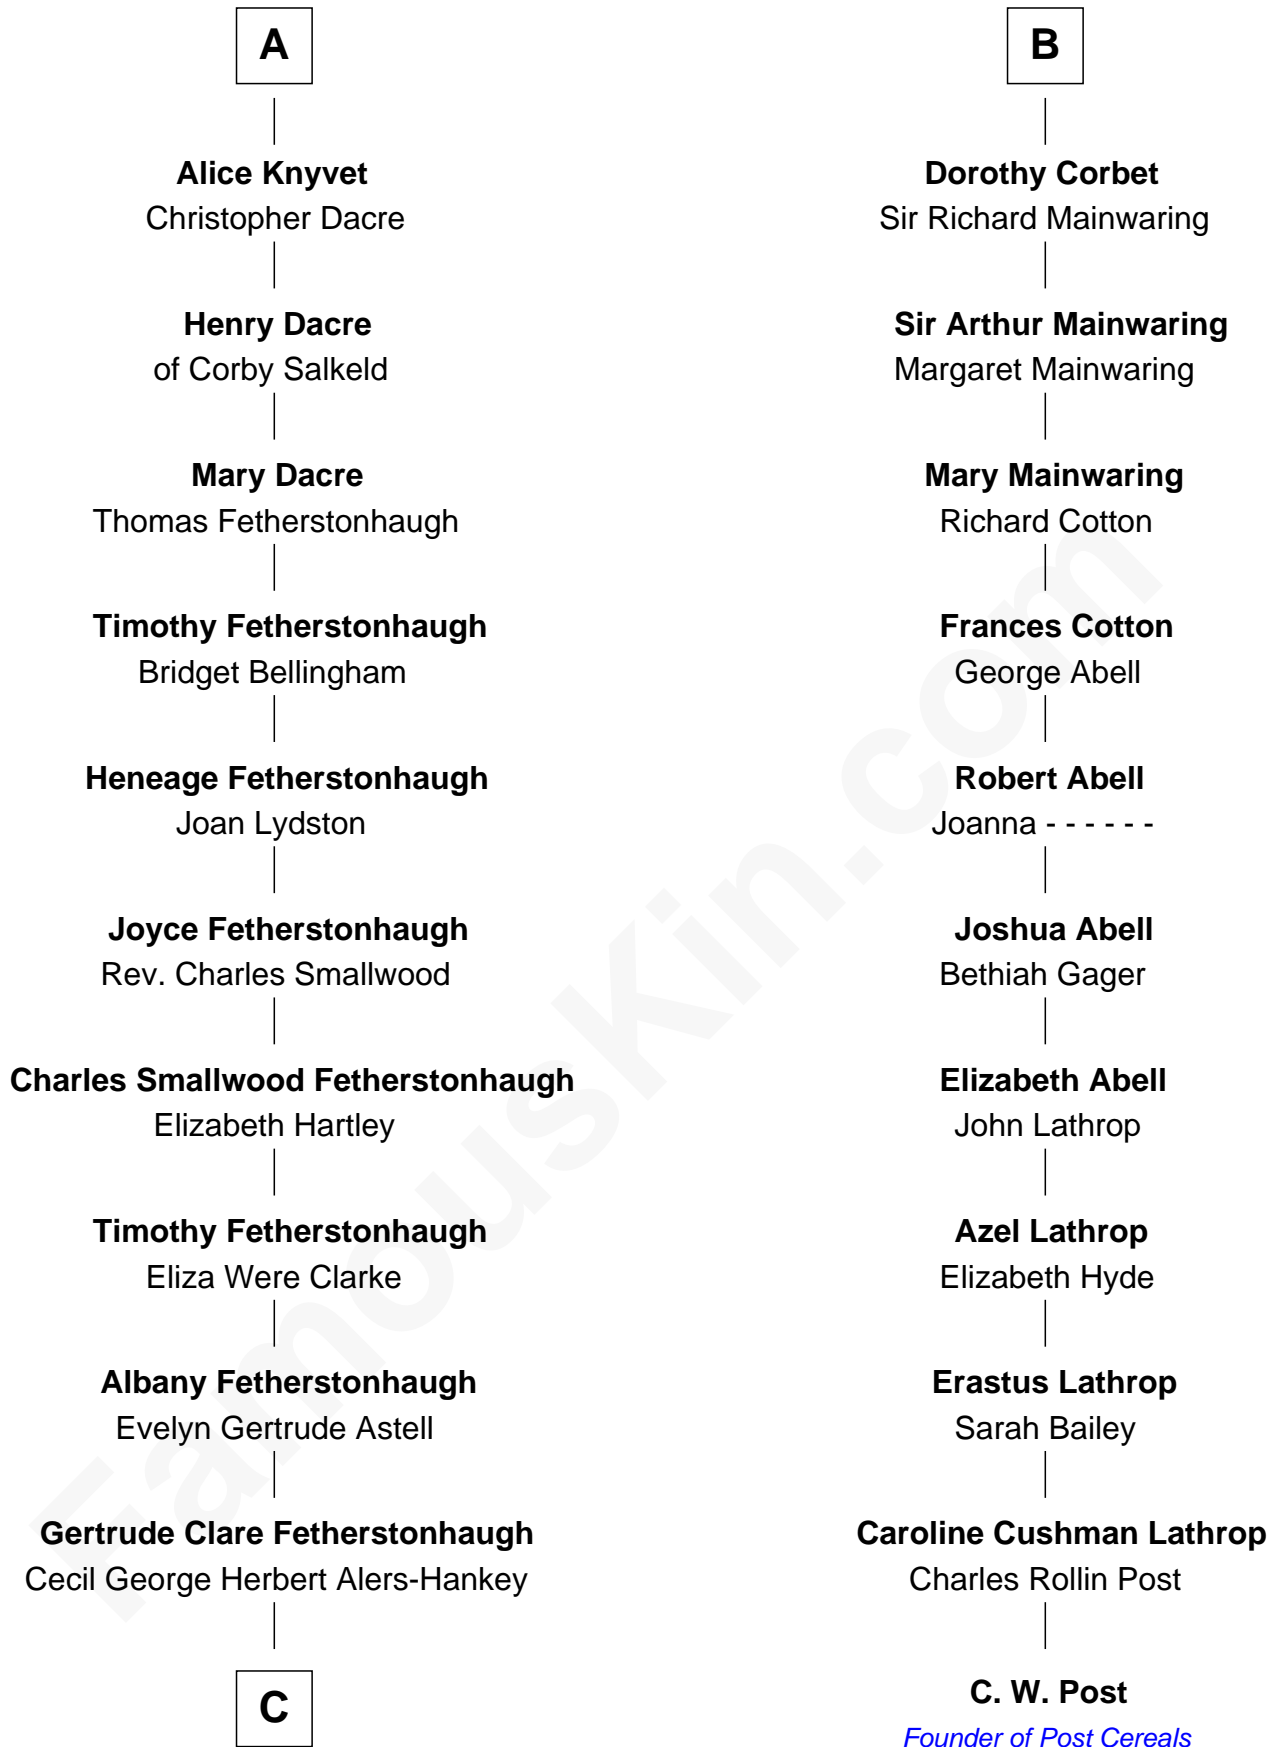 A
Alice Knyvet
Christopher Dacre
Henry Dacre
of Corby Salkeld
Mary Dacre
Thomas Fetherstonhaugh
Timothy Fetherstonhaugh
Bridget Bellingham
Heneage Fetherstonhaugh
Joan Lydston
Joyce Fetherstonhaugh
Rev. Charles Smallwood
Charles Smallwood Fetherstonhaugh
Elizabeth Hartley
Timothy Fetherstonhaugh
Eliza Were Clarke
Albany Fetherstonhaugh
Evelyn Gertrude Astell
Gertrude Clare Fetherstonhaugh
Cecil George Herbert Alers-Hankey
C
B
Dorothy Corbet
Sir Richard Mainwaring
Sir Arthur Mainwaring
Margaret Mainwaring
Mary Mainwaring
Richard Cotton
Frances Cotton
George Abell
Robert Abell
Joanna - - - - - -
Joshua Abell
Bethiah Gager
Elizabeth Abell
John Lathrop
Azel Lathrop
Elizabeth Hyde
Erastus Lathrop
Sarah Bailey
Caroline Cushman Lathrop
Charles Rollin Post
C. W. Post
Founder of Post Cereals
FamousKin.com